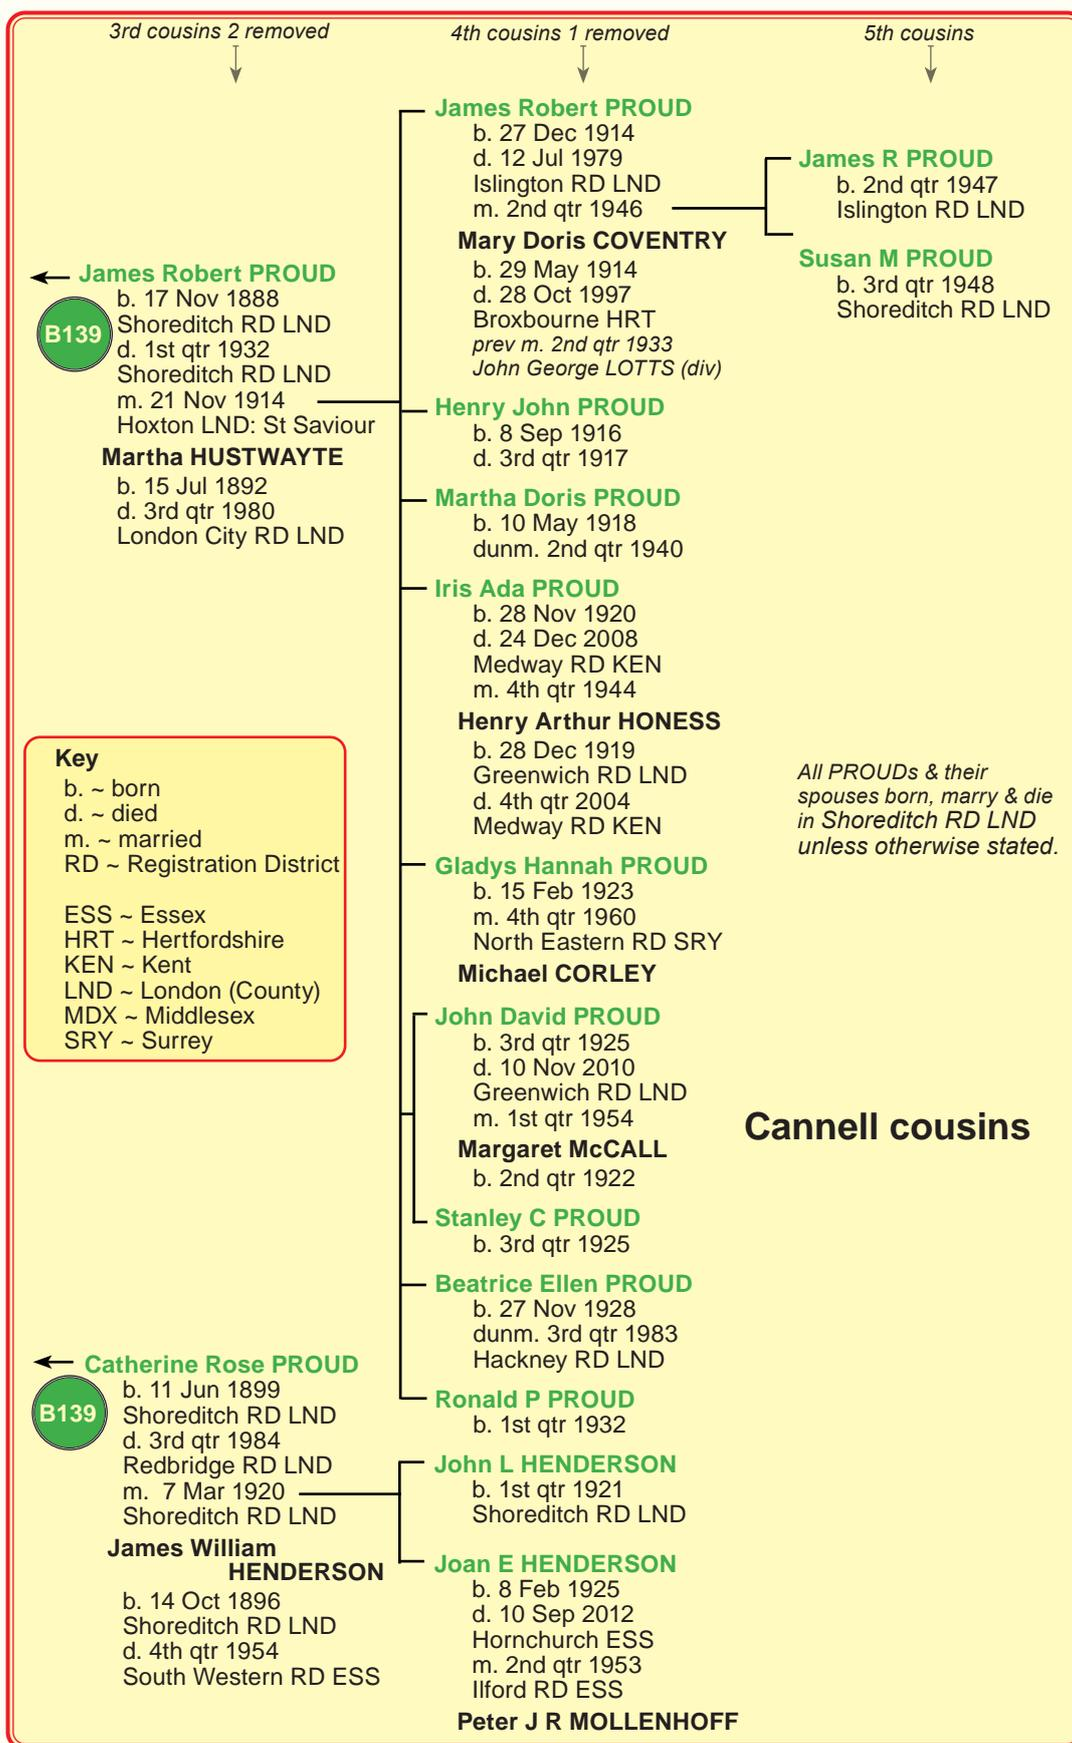 3rd cousins 2 removed
4th cousins 1 removed
5th cousins
James Robert PROUD
b. 17 Nov 1888
Shoreditch RD LND
d. 1st qtr 1932
Shoreditch RD LND
m. 21 Nov 1914
Hoxton LND: St Saviour
B139
Martha HUSTWAYTE
b. 15 Jul 1892
d. 3rd qtr 1980
London City RD LND
Key
b. ~ born
d. ~ died
m. ~ married
RD ~ Registration District
ESS ~ Essex
HRT ~ Hertfordshire
KEN ~ Kent
LND ~ London (County)
MDX ~ Middlesex
SRY ~ Surrey
Catherine Rose PROUD
b. 11 Jun 1899
Shoreditch RD LND
d. 3rd qtr 1984
Redbridge RD LND
m. 7 Mar 1920
Shoreditch RD LND
B139
James William
HENDERSON
b. 14 Oct 1896
Shoreditch RD LND
d. 4th qtr 1954
South Western RD ESS
James Robert PROUD
b. 27 Dec 1914
d. 12 Jul 1979
Islington RD LND
m. 2nd qtr 1946
Mary Doris COVENTRY
b. 29 May 1914
d. 28 Oct 1997
Broxbourne HRT
prev m. 2nd qtr 1933
John George LOTTS (div)
Henry John PROUD
b. 8 Sep 1916
d. 3rd qtr 1917
Martha Doris PROUD
b. 10 May 1918
dunm. 2nd qtr 1940
Iris Ada PROUD
b. 28 Nov 1920
d. 24 Dec 2008
Medway RD KEN
m. 4th qtr 1944
Henry Arthur HONESS
b. 28 Dec 1919
Greenwich RD LND
d. 4th qtr 2004
Medway RD KEN
Gladys Hannah PROUD
b. 15 Feb 1923
m. 4th qtr 1960
North Eastern RD SRY
Michael CORLEY
John David PROUD
b. 3rd qtr 1925
d. 10 Nov 2010
Greenwich RD LND
m. 1st qtr 1954
Margaret McCALL
b. 2nd qtr 1922
Stanley C PROUD
b. 3rd qtr 1925
Beatrice Ellen PROUD
b. 27 Nov 1928
dunm. 3rd qtr 1983
Hackney RD LND
Ronald P PROUD
b. 1st qtr 1932
John L HENDERSON
b. 1st qtr 1921
Shoreditch RD LND
Joan E HENDERSON
b. 8 Feb 1925
d. 10 Sep 2012
Hornchurch ESS
m. 2nd qtr 1953
Ilford RD ESS
Peter J R MOLLENHOFF
James R PROUD
b. 2nd qtr 1947
Islington RD LND
Susan M PROUD
b. 3rd qtr 1948
Shoreditch RD LND
All PROUDs & their
spouses born, marry & die
in Shoreditch RD LND
unless otherwise stated.
Cannell cousins